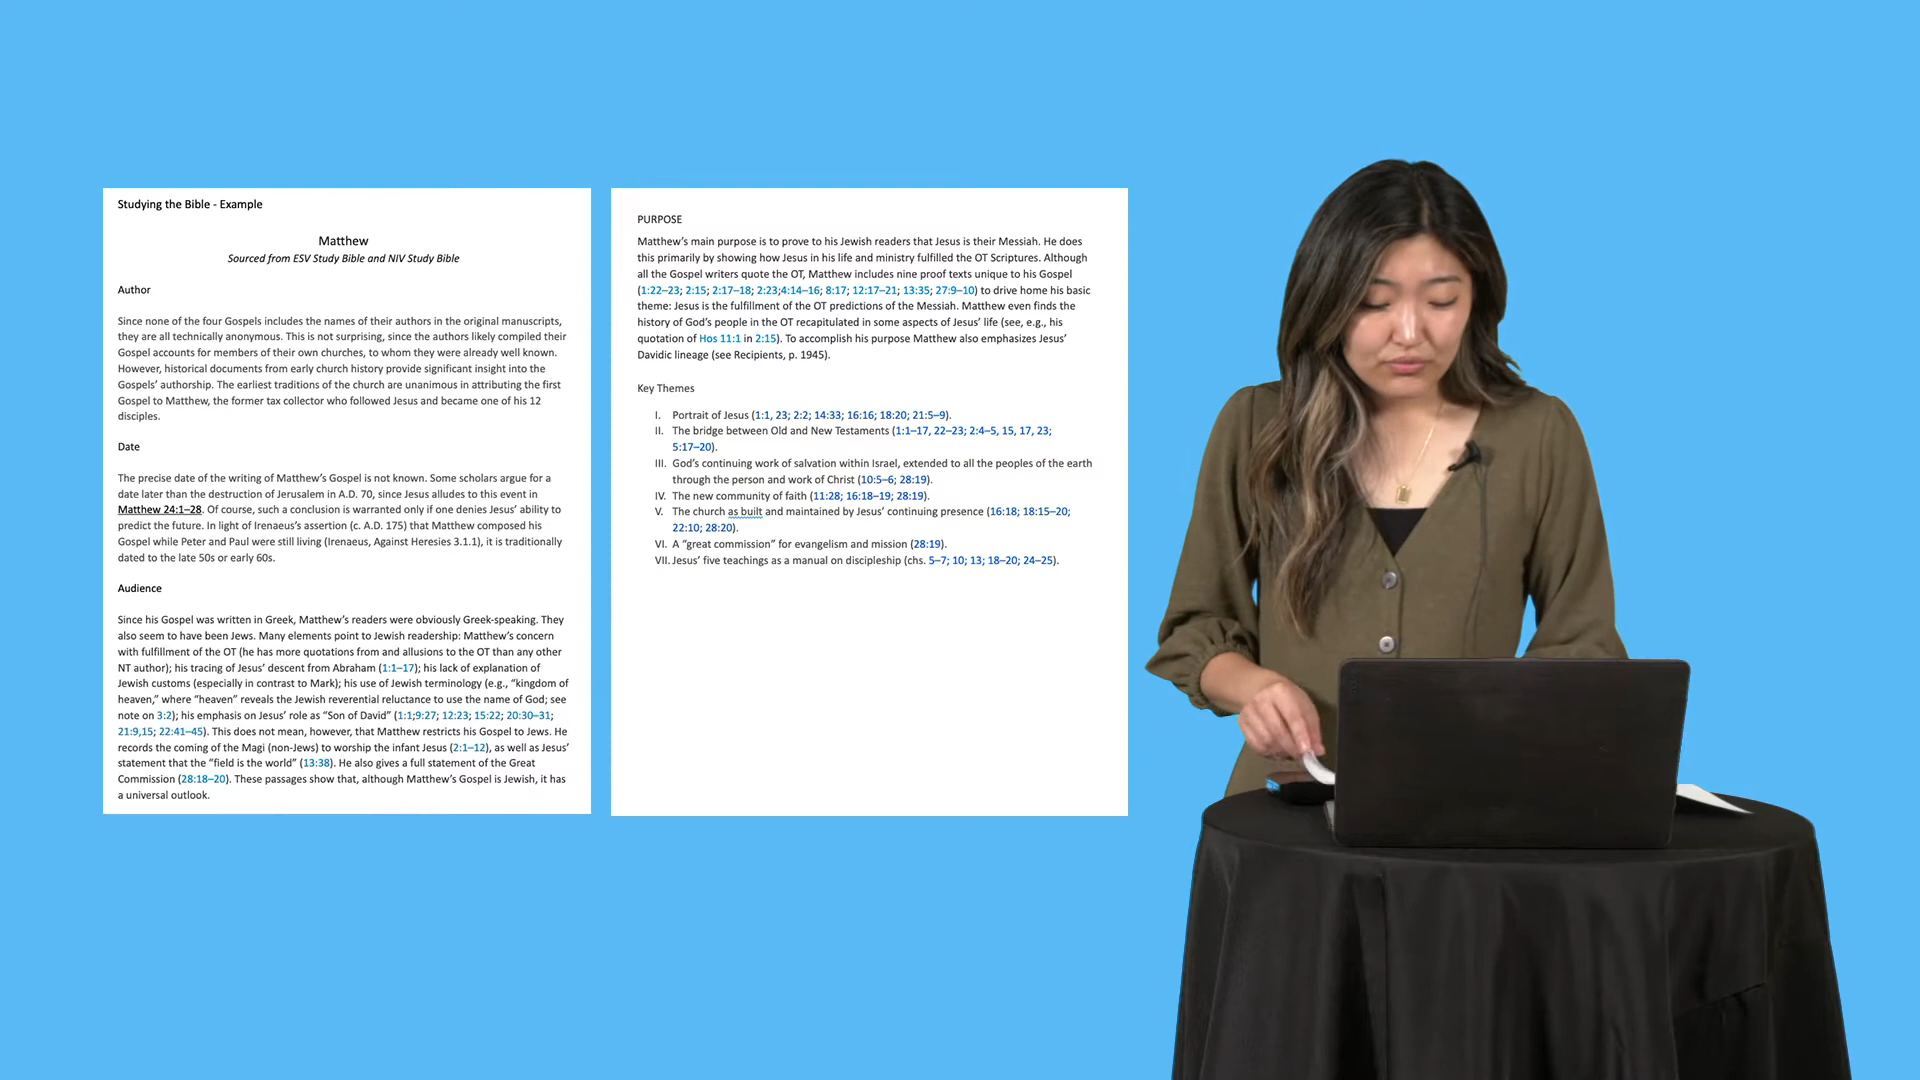 Studying the Bible - Example
Matthew
Sourced from ESV Study Bible and NIV Study Bible
Author
Since none of the four Gospels includes the names of their authors in the original manuscripts,
they are all technically anonymous. This is not surprising, since the authors likely compiled their
Gospel accounts for members of their own churches, to whom they were already well known.
However, historical documents from early church history provide significant insight into the
Gospels’ authorship. The earliest traditions of the church are unanimous in attributing the first
Gospel to Matthew, the former tax collector who followed Jesus and became one of his 12
disciples.
Date
The precise date of the writing of Matthew’s Gospel is not known. Some scholars argue for a
date later than the destruction of Jerusalem in A.D. 70, since Jesus alludes to this event in
Matthew 24:1–28. Of course, such a conclusion is warranted only if one denies Jesus’ ability to
predict the future. In light of Irenaeus’s assertion (c. A.D. 175) that Matthew composed his
Gospel while Peter and Paul were still living (Irenaeus, Against Heresies 3.1.1), it is traditionally
dated to the late 50s or early 60s.
Audience
Since his Gospel was written in Greek, Matthew’s readers were obviously Greek-speaking. They
also seem to have been Jews. Many elements point to Jewish readership: Matthew’s concern
with fulfillment of the OT (he has more quotations from and allusions to the OT than any other
NT author); his tracing of Jesus’ descent from Abraham (1:1–17); his lack of explanation of
Jewish customs (especially in contrast to Mark); his use of Jewish terminology (e.g., “kingdom of
heaven,” where “heaven” reveals the Jewish reverential reluctance to use the name of God; see
note on 3:2); his emphasis on Jesus’ role as “Son of David” (1:1;9:27; 12:23; 15:22; 20:30–31;
21:9,15; 22:41–45). This does not mean, however, that Matthew restricts his Gospel to Jews. He
records the coming of the Magi (non-Jews) to worship the infant Jesus (2:1–12), as well as Jesus’
statement that the “field is the world” (13:38). He also gives a full statement of the Great
Commission (28:18–20). These passages show that, although Matthew’s Gospel is Jewish, it has
a universal outlook.
PURPOSE
Matthew’s main purpose is to prove to his Jewish readers that Jesus is their Messiah. He does
this primarily by showing how Jesus in his life and ministry fulfilled the OT Scriptures. Although
all the Gospel writers quote the OT, Matthew includes nine proof texts unique to his Gospel
(1:22–23; 2:15; 2:17–18; 2:23;4:14–16; 8:17; 12:17–21; 13:35; 27:9–10) to drive home his basic
theme: Jesus is the fulfillment of the OT predictions of the Messiah. Matthew even finds the
history of God’s people in the OT recapitulated in some aspects of Jesus’ life (see, e.g., his
quotation of Hos 11:1 in 2:15). To accomplish his purpose Matthew also emphasizes Jesus’
Davidic lineage (see Recipients, p. 1945).
Key Themes
I. Portrait of Jesus (1:1, 23; 2:2; 14:33; 16:16; 18:20; 21:5–9).
II. The bridge between Old and New Testaments (1:1–17, 22–23; 2:4–5, 15, 17, 23;
5:17–20).
III. God’s continuing work of salvation within Israel, extended to all the peoples of the earth
through the person and work of Christ (10:5–6; 28:19).
IV. The new community of faith (11:28; 16:18–19; 28:19).
V. The church as built and maintained by Jesus’ continuing presence (16:18; 18:15–20;
22:10; 28:20).
VI. A “great commission” for evangelism and mission (28:19).
VII. Jesus’ five teachings as a manual on discipleship (chs. 5–7; 10; 13; 18–20; 24–25).